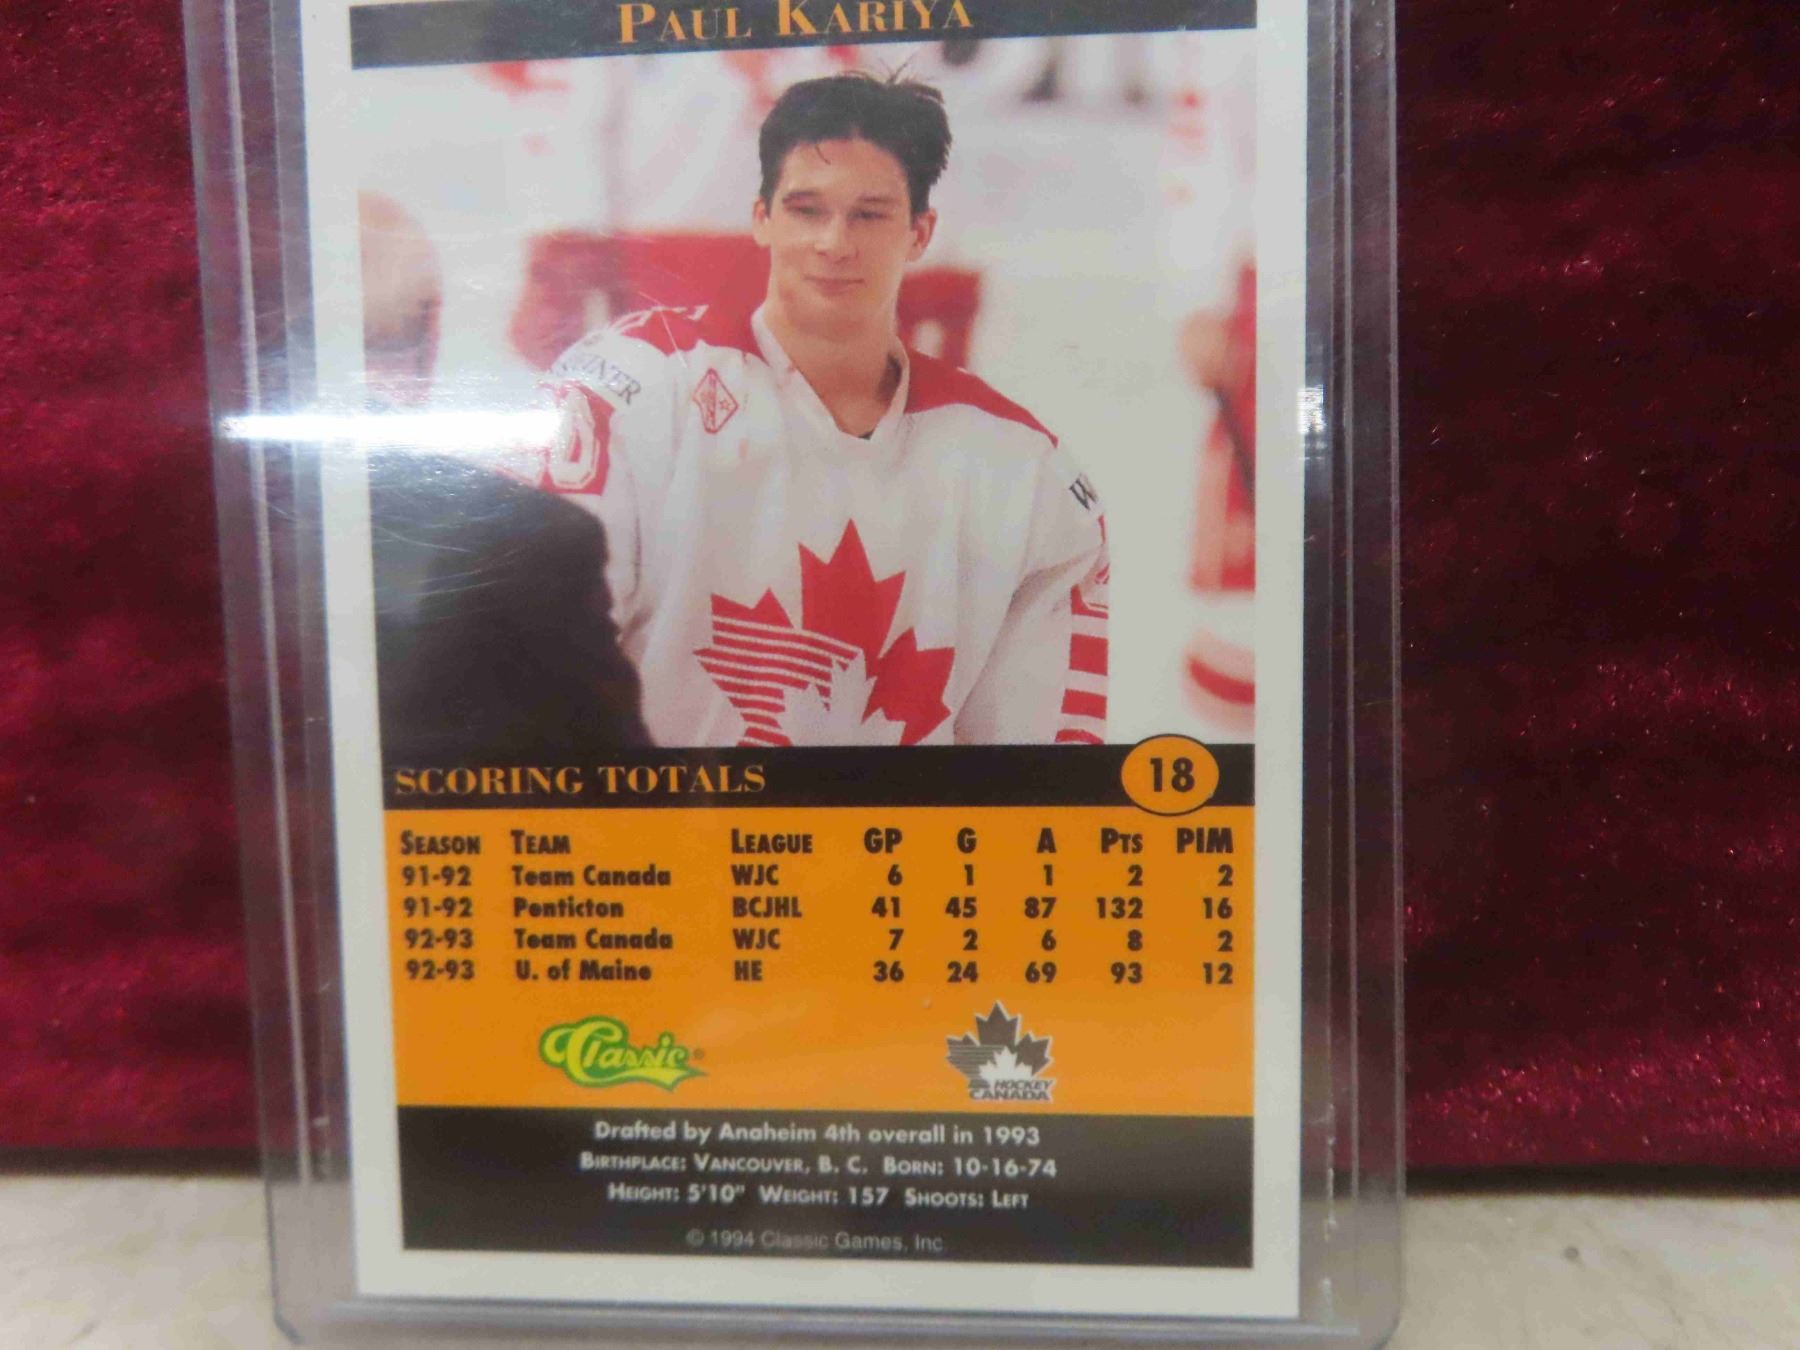 PAUL KARIYA
SCORING TOTALS
18
SEASON TEAM LEAGUE GP G A PTS PIM
91-92 Team Canada WJC 6 1 1 2 2
91-92 Penticton BCJHL 41 45 87 132 16
92-93 Team Canada WJC 7 2 6 8 2
92-93 U. of Maine HE 36 24 69 93 12
Classic
HOCKEY
CANADA
Drafted by Anaheim 4th overall in 1993
BIRTHPLACE: VANCOUVER, B. C. BORN: 10-16-74
HEIGHT: 5'10" WEIGHT: 157 SHOOTS: LEFT
© 1994 Classic Games, Inc